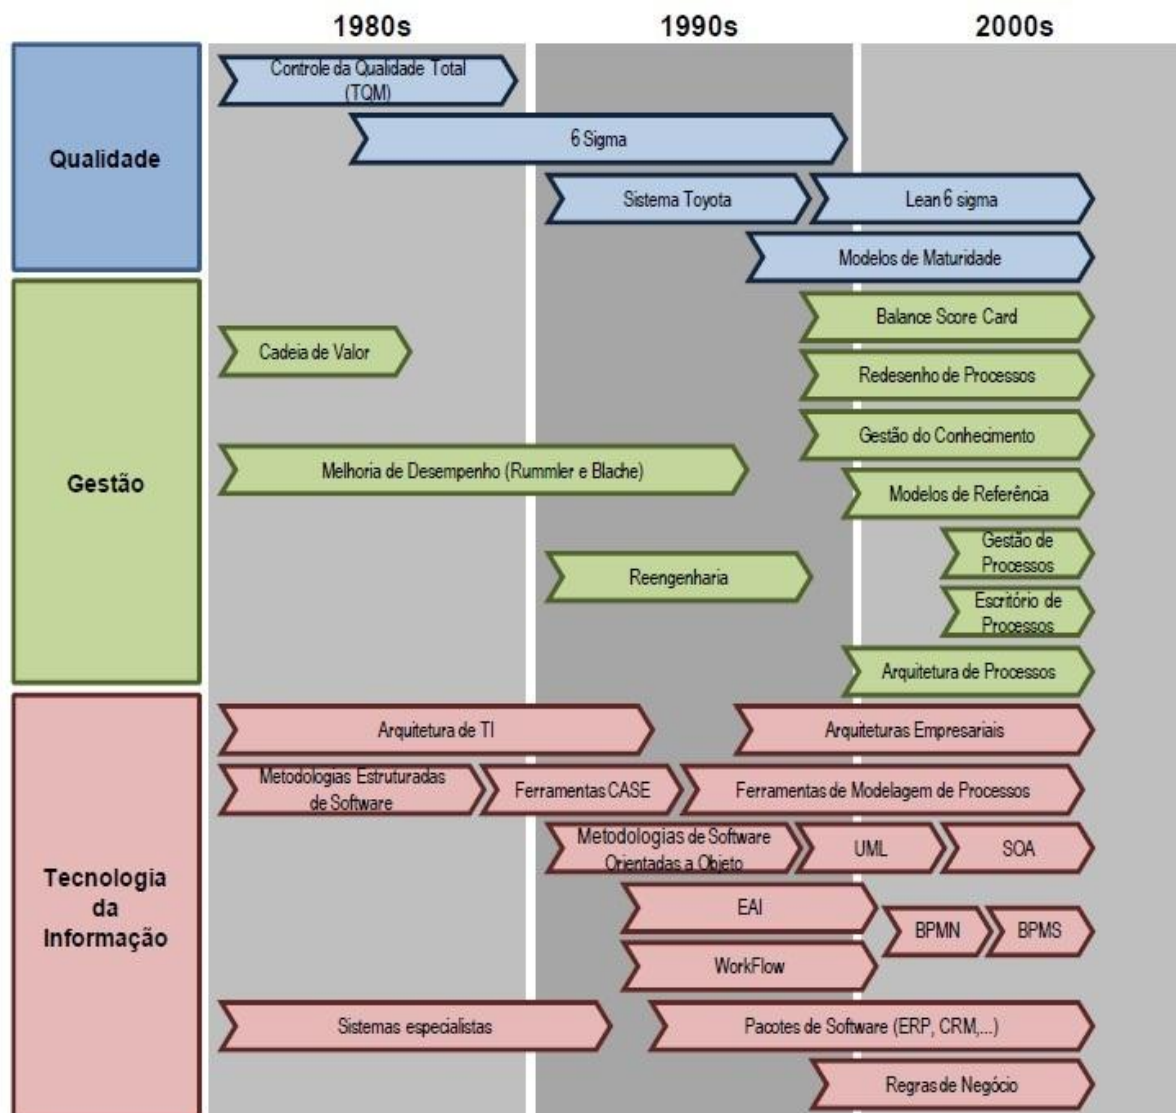 1980s 1990s 2000s
Qualidade
Controle da Qualidade Total
(TQM)
6 Sigma
Sistema Toyota
Lean 6 sigma
Modelos de Maturidade
Gestão
Balance Score Card
Cadeia de Valor
Redesenho de Processos
Gestão do Conhecimento
Melhoria de Desempenho (Rummler e Blache)
Modelos de Referência
Gestão de
Processos
Reengenharia
Escritório de
Processos
Arquitetura de Processos
Tecnologia
da
Informação
Arquitetura de TI
Arquiteturas Empresariais
Metodologias Estruturadas
de Software
Ferramentas CASE
Ferramentas de Modelagem de Processos
Metodologias de Software
Orientadas a Objeto
UML
SOA
EAI
BPMN
BPMS
WorkFlow
Sistemas especialistas
Pacotes de Software (ERP, CRM,...)
Regras de Negócio